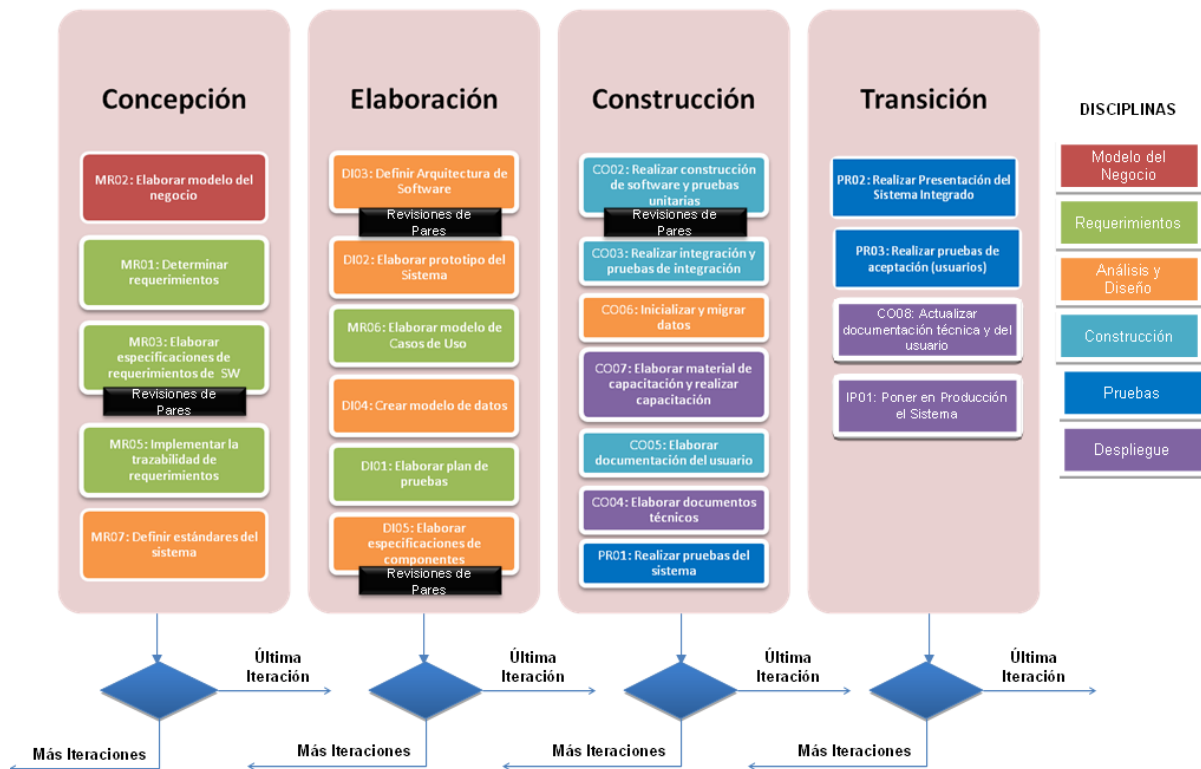 Concepción
MR02: Elaborar modelo del
negocio
MR01: Determinar
requerimientos
MR03: Elaborar
especificaciones de
requerimientos de SW
Revisiones de
Pares
MR05: Implementar la
trazabilidad de
requerimientos
MR07: Definir estándares del
sistema
Elaboración
DI03: Definir Arquitectura de
Software
Revisiones de
Pares
DI02: Elaborar prototipo del
Sistema
MR06: Elaborar modelo de
Casos de Uso
DI04: Crear modelo de datos
DI01: Elaborar plan de
pruebas
DI05: Elaborar
especificaciones de
componentes
Revisiones de
Pares
Construcción
CO02: Realizar construcción
de software y pruebas
unitarias
Revisiones de
Pares
CO03: Realizar integración y
pruebas de integración
CO06: Inicializar y migrar
datos
CO07: Elaborar material de
capacitación y realizar
capacitación
CO05: Elaborar
documentación del usuario
CO04: Elaborar documentos
técnicos
PR01: Realizar pruebas del
sistema
Transición
PR02: Realizar Presentación del
Sistema Integrado
PR03: Realizar pruebas de
aceptación (usuarios)
CO08: Actualizar
documentación técnica y del
usuario
IP01: Poner en Producción
el Sistema
DISCIPLINAS
Modelo del
Negocio
Requerimientos
Análisis y
Diseño
Construcción
Pruebas
Despliegue
Última
Iteración
Última
Iteración
Última
Iteración
Última
Iteración
Más Iteraciones
Más Iteraciones
Más Iteraciones
Más Iteraciones